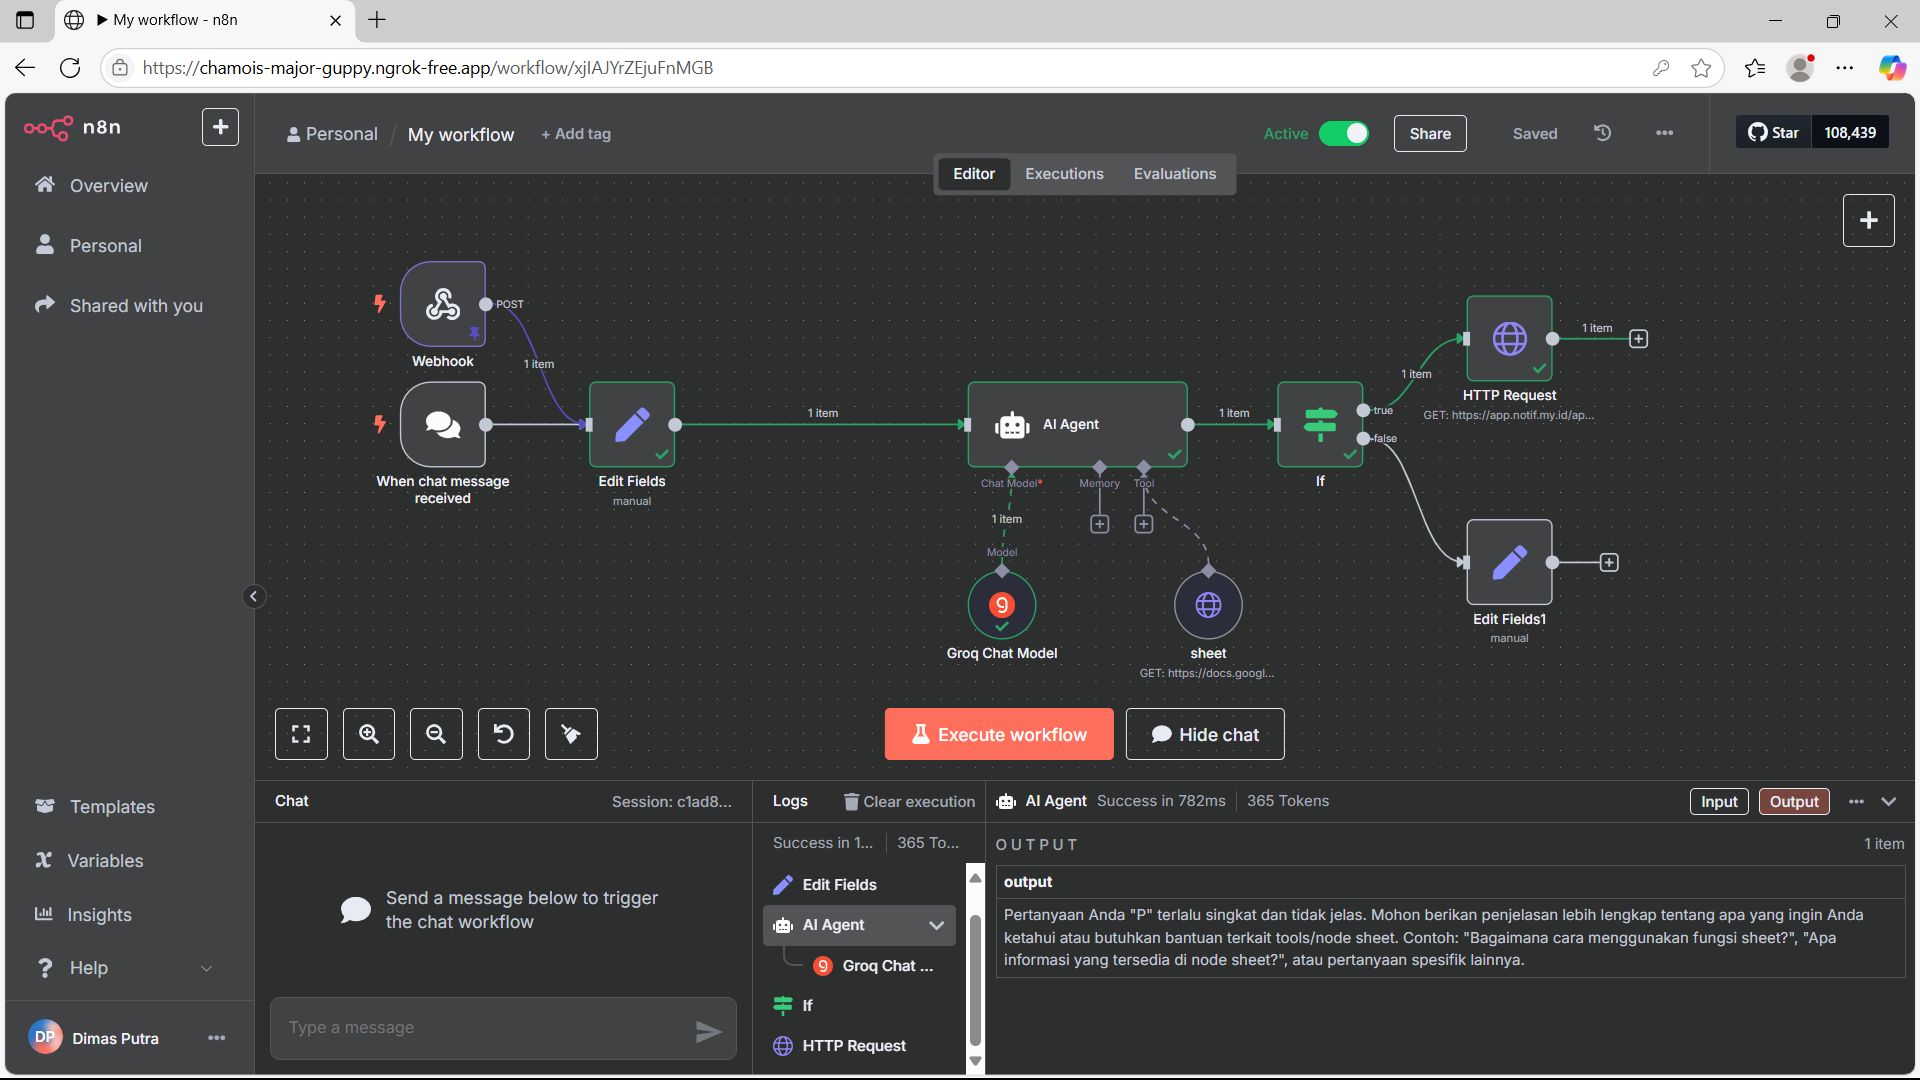 My workflow - n8n
https://chamois-major-guppy.ngrok-free.app/workflow/xjIAJYrZEjuFnMGB
n8n
Personal / My workflow + Add tag
Active
Share
Saved
Star 108,439
Editor Executions Evaluations
Overview
Personal
Shared with you
POST
Webhook
1 item
When chat message
received
Edit Fields
manual
1 item
AI Agent
Chat Model*
Memory
Tool
1 item
Model
Groq Chat Model
sheet
GET: https://docs.googl...
1 item
If
true
false
1 item
HTTP Request
GET: https://app.notif.my.id/ap...
1 item
Edit Fields1
manual
Execute workflow
Hide chat
Templates
Variables
Insights
Help
DP Dimas Putra
Chat
Session: c1ad8...
Send a message below to trigger
the chat workflow
Type a message
Logs
Clear execution
Success in 1... 365 To...
Edit Fields
AI Agent
Groq Chat ...
If
HTTP Request
AI Agent Success in 782ms 365 Tokens
Input Output
OUTPUT
1 item
output
Pertanyaan Anda "P" terlalu singkat dan tidak jelas. Mohon berikan penjelasan lebih lengkap tentang apa yang ingin Anda
ketahui atau butuhkan bantuan terkait tools/node sheet. Contoh: "Bagaimana cara menggunakan fungsi sheet?", "Apa
informasi yang tersedia di node sheet?", atau pertanyaan spesifik lainnya.